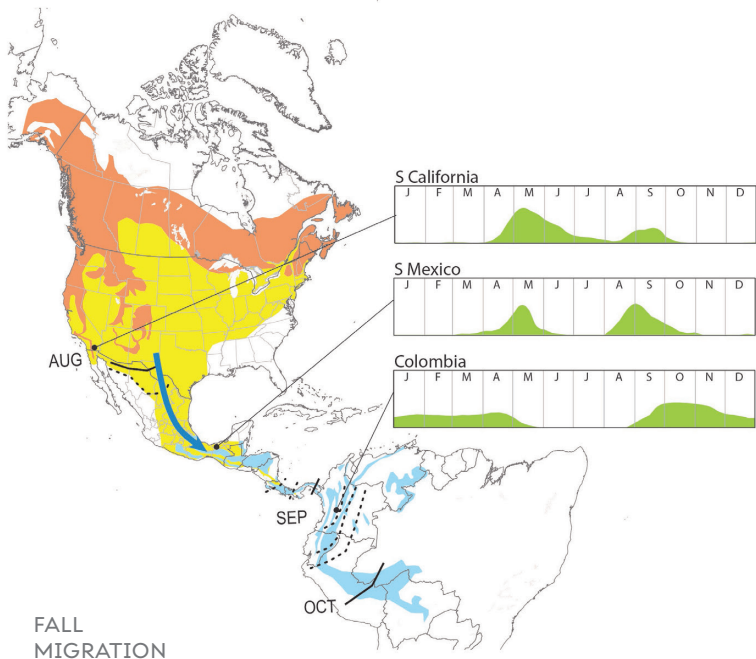 S California
J F M A M J J A S O N D
S Mexico
J F M A M J J A S O N D
AUG
Colombia
J F M A M J J A S O N D
SEP
OCT
FALL
MIGRATION